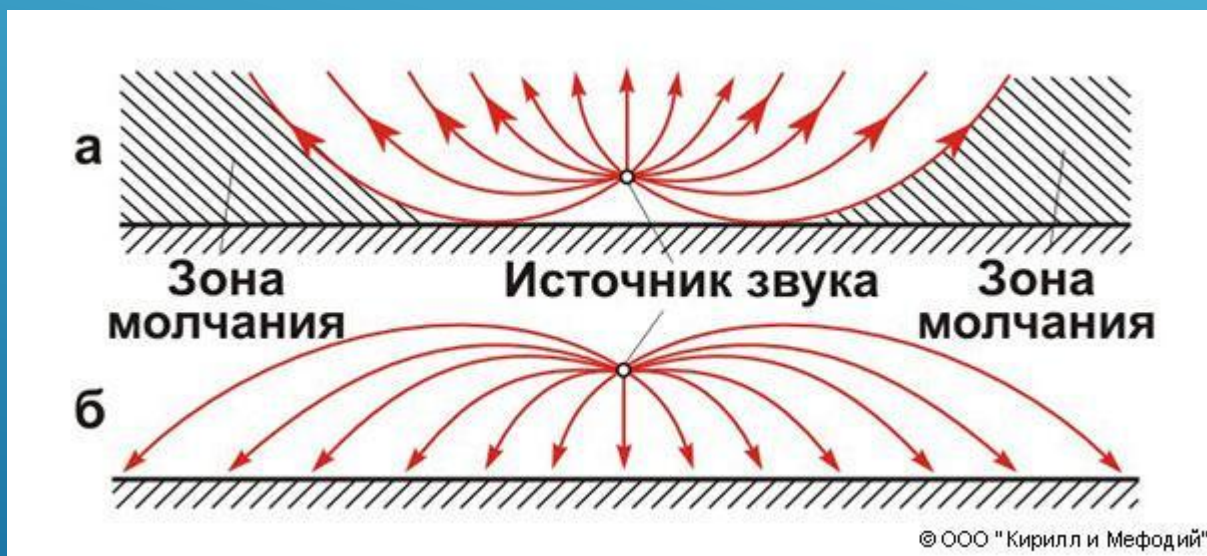 а
Зона
молчания
Источник звука
Зона
молчания
б
© ООО "Кирилл и Мефодий"